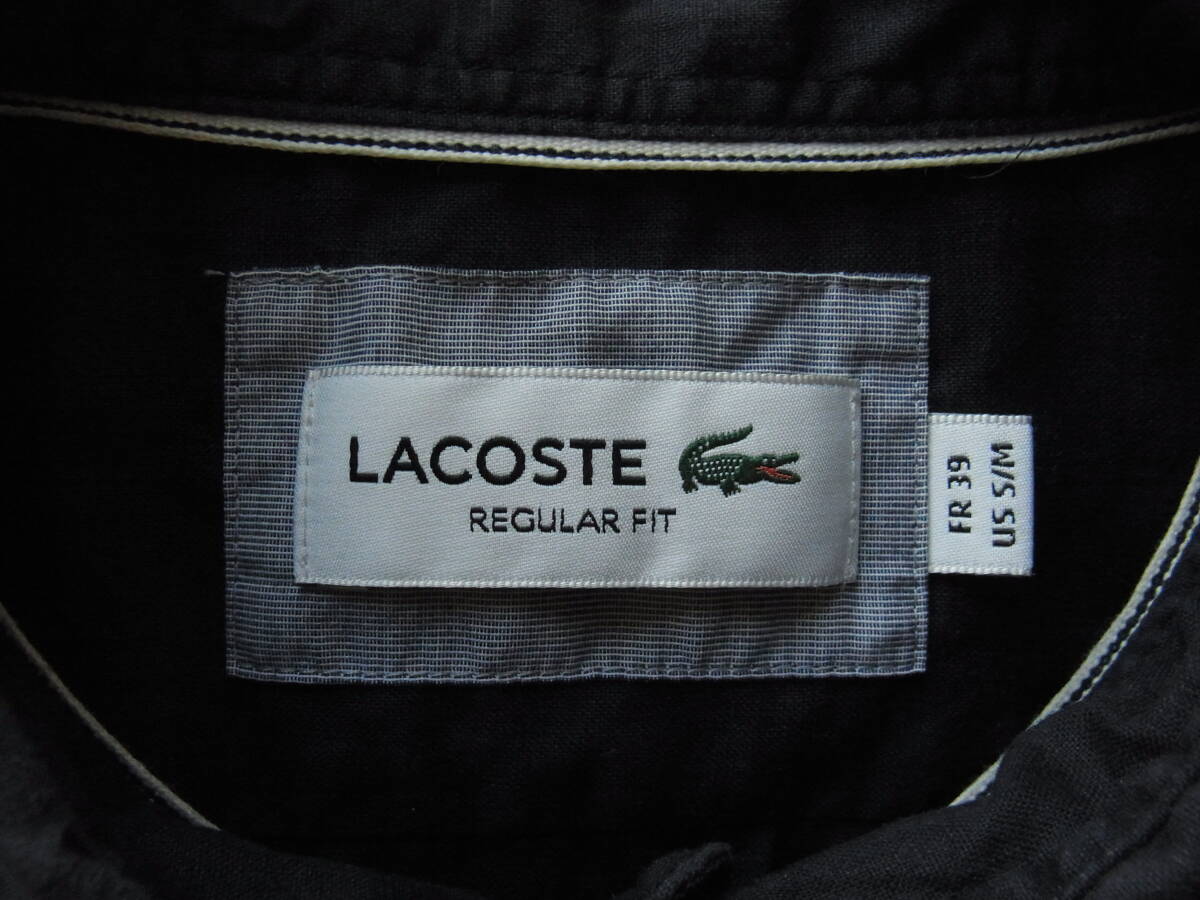 LACOSTE
REGULAR FIT
FR 39
US S/M